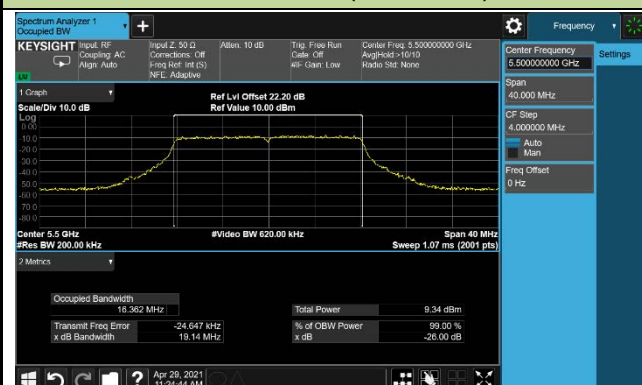 Spectrum Analyzer 1
Occupied BW
+
Frequency
KEYSIGHT
Input: RF
Coupling: AC
Align: Auto
Input Z: 50 Ω
Corrections: Off
Freq Ref: Int (S)
NFE: Adaptive
Atten: 10 dB
Trig: Free Run
Gate: Off
#IF Gain: Low
Center Freq: 5.500000000 GHz
Avg|Hold:>10/10
Radio Std: None
Center Frequency
5.500000000 GHz
Settings
Span
40.000 MHz
CF Step
4.000000 MHz
Auto
Man
Freq Offset
0 Hz
1 Graph
Scale/Div 10.0 dB
Ref Lvl Offset 22.20 dB
Ref Value 10.00 dBm
Log
0.00
-10.0
-20.0
-30.0
-40.0
-50.0
-60.0
-70.0
-80.0
Center 5.5 GHz
#Video BW 620.00 kHz
Span 40 MHz
#Res BW 200.00 kHz
Sweep 1.07 ms (2001 pts)
2 Metrics
Occupied Bandwidth
16.362 MHz
Total Power
9.34 dBm
Transmit Freq Error
-24.647 kHz
% of OBW Power
99.00 %
x dB Bandwidth
19.14 MHz
x dB
-26.00 dB
?
Apr 29, 2021
11:24:44 AM